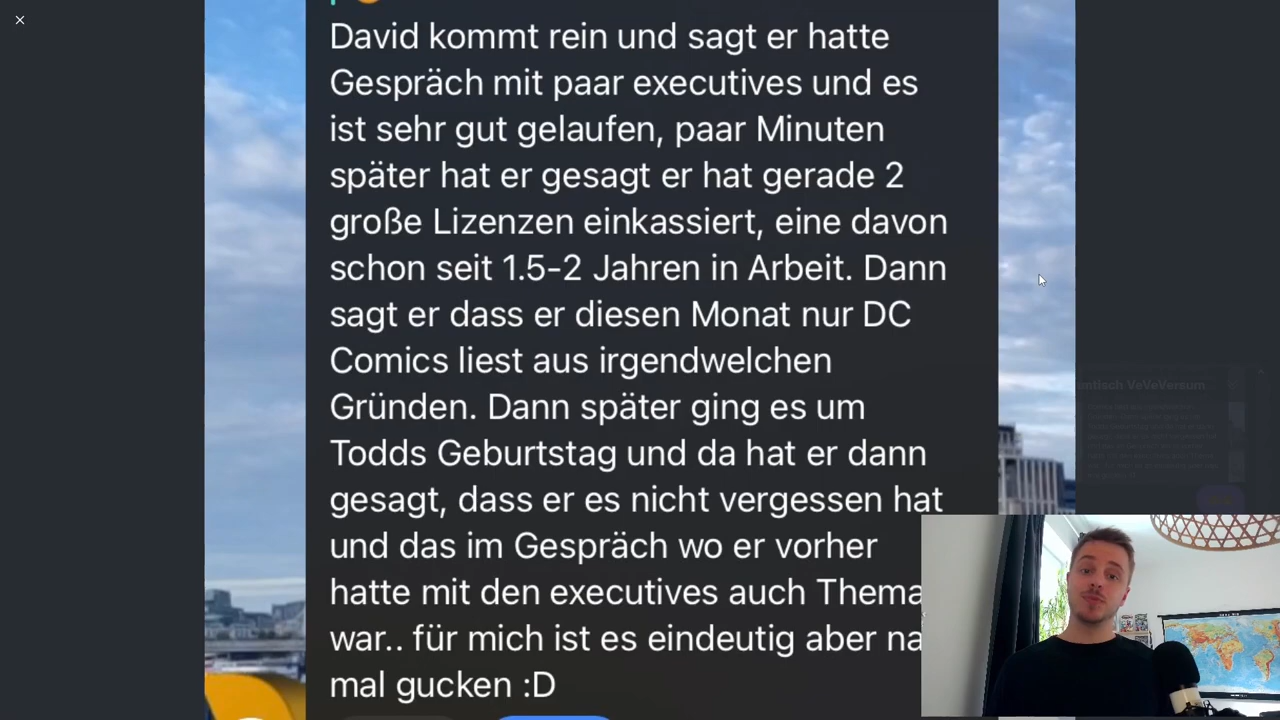 David kommt rein und sagt er hatte
Gespräch mit paar executives und es
ist sehr gut gelaufen, paar Minuten
später hat er gesagt er hat gerade 2
große Lizenzen einkassiert, eine davon
schon seit 1.5-2 Jahren in Arbeit. Dann
sagt er dass er diesen Monat nur DC
Comics liest aus irgendwelchen
Gründen. Dann später ging es um
Todds Geburtstag und da hat er dann
gesagt, dass er es nicht vergessen hat
und das im Gespräch wo er vorher
hatte mit den executives auch Thema
war.. für mich ist es eindeutig aber na
mal gucken :D
VeVeVersum